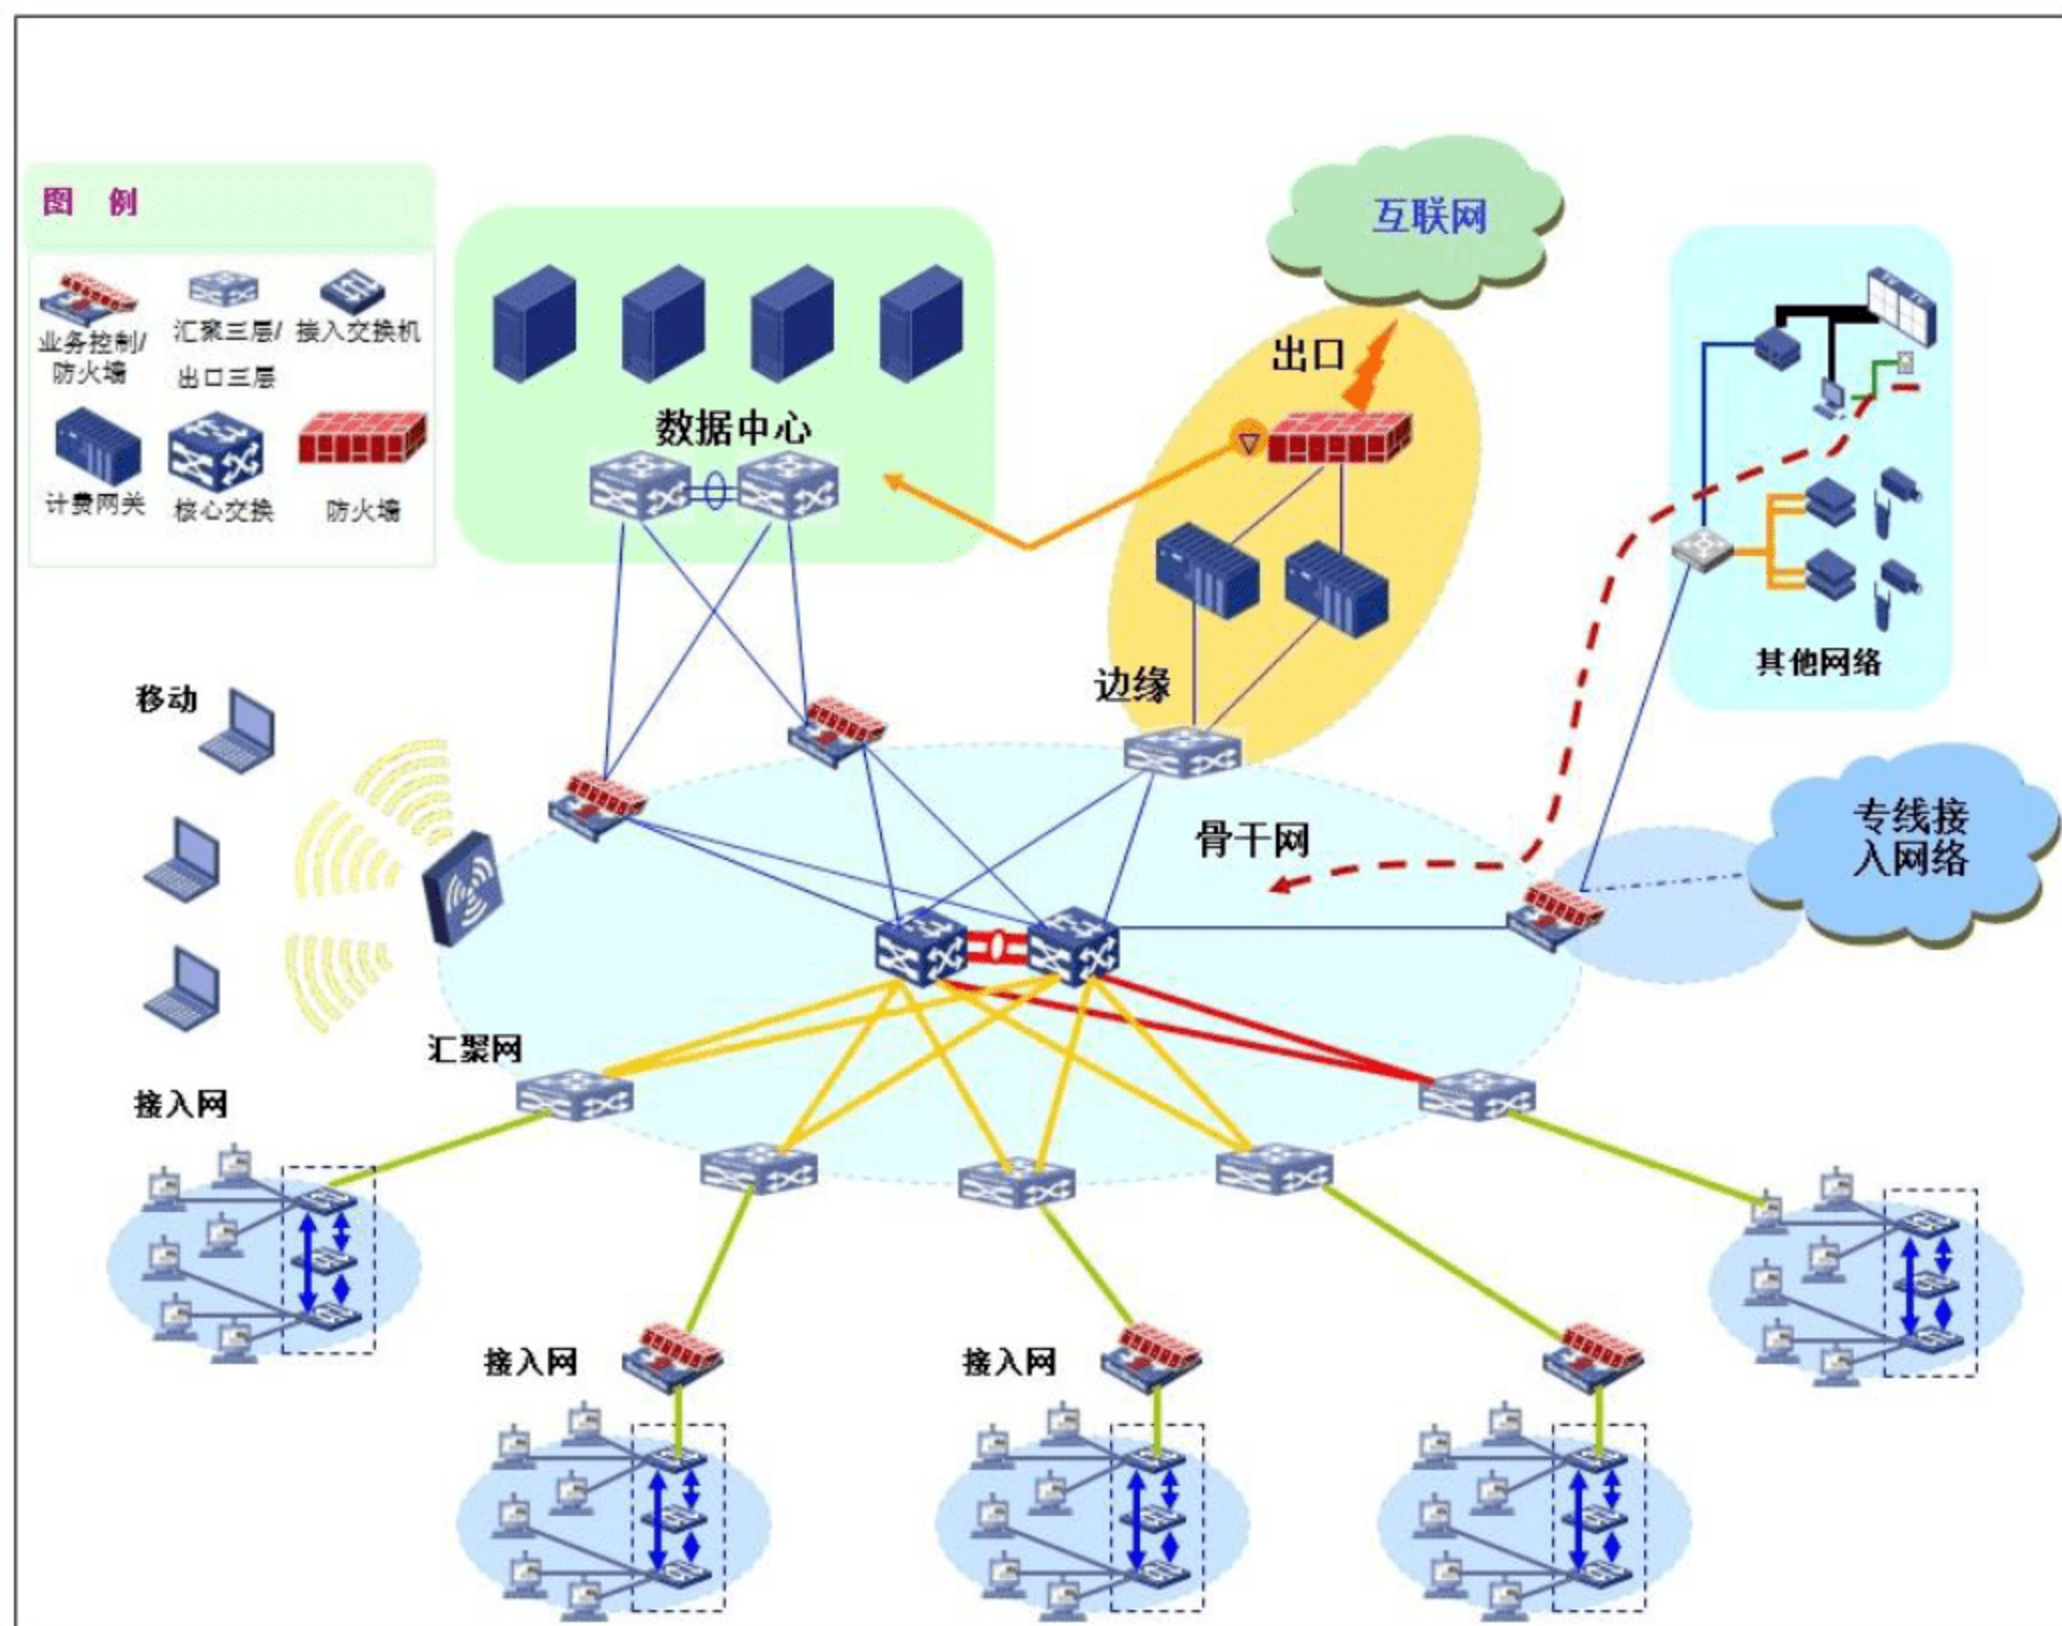 图 例
业务控制/
防火墙
汇聚三层/
出口三层
接入交换机
计费网关
核心交换
防火墙
数据中心
互联网
出口
边缘
其他网络
移动
骨干网
专线接
入网络
汇聚网
接入网
接入网
接入网